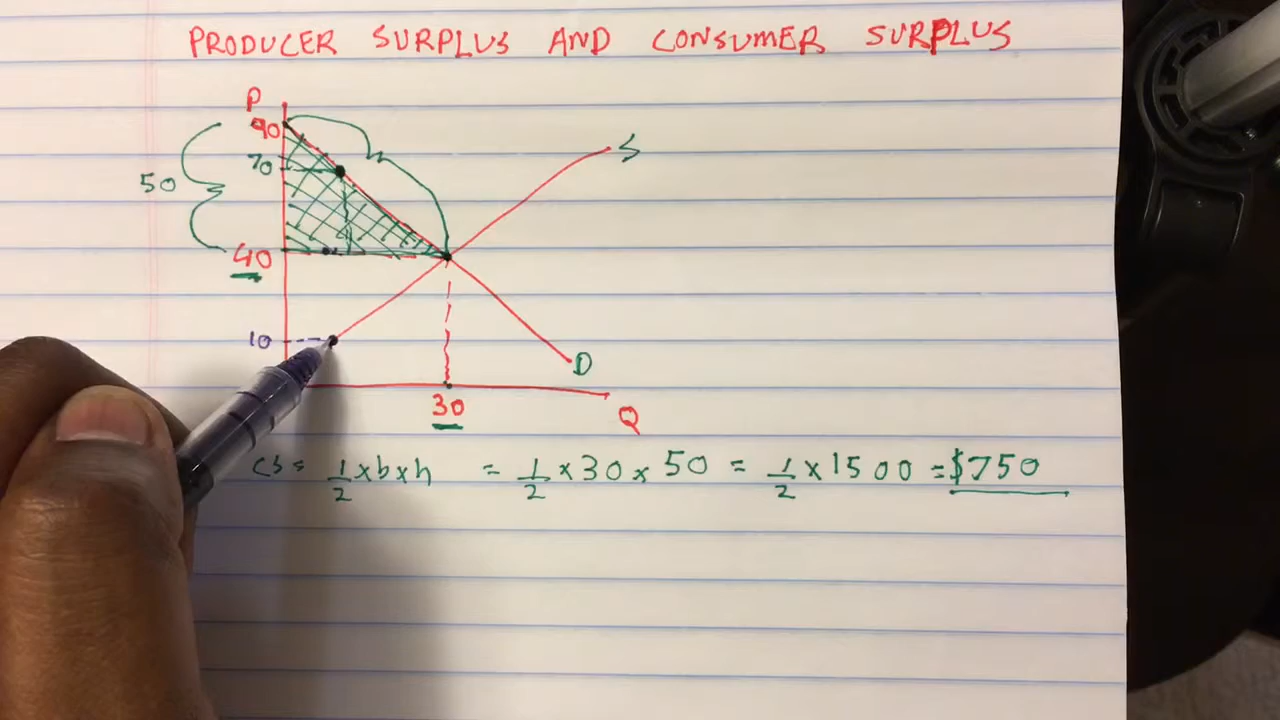 PRODUCER SURPLUS AND CONSUMER SURPLUS
P
90
70
50
40
10
S
D
30
Q
CS = 1/2 x b x h = 1/2 x 30 x 50 = 1/2 x 1500 = $750